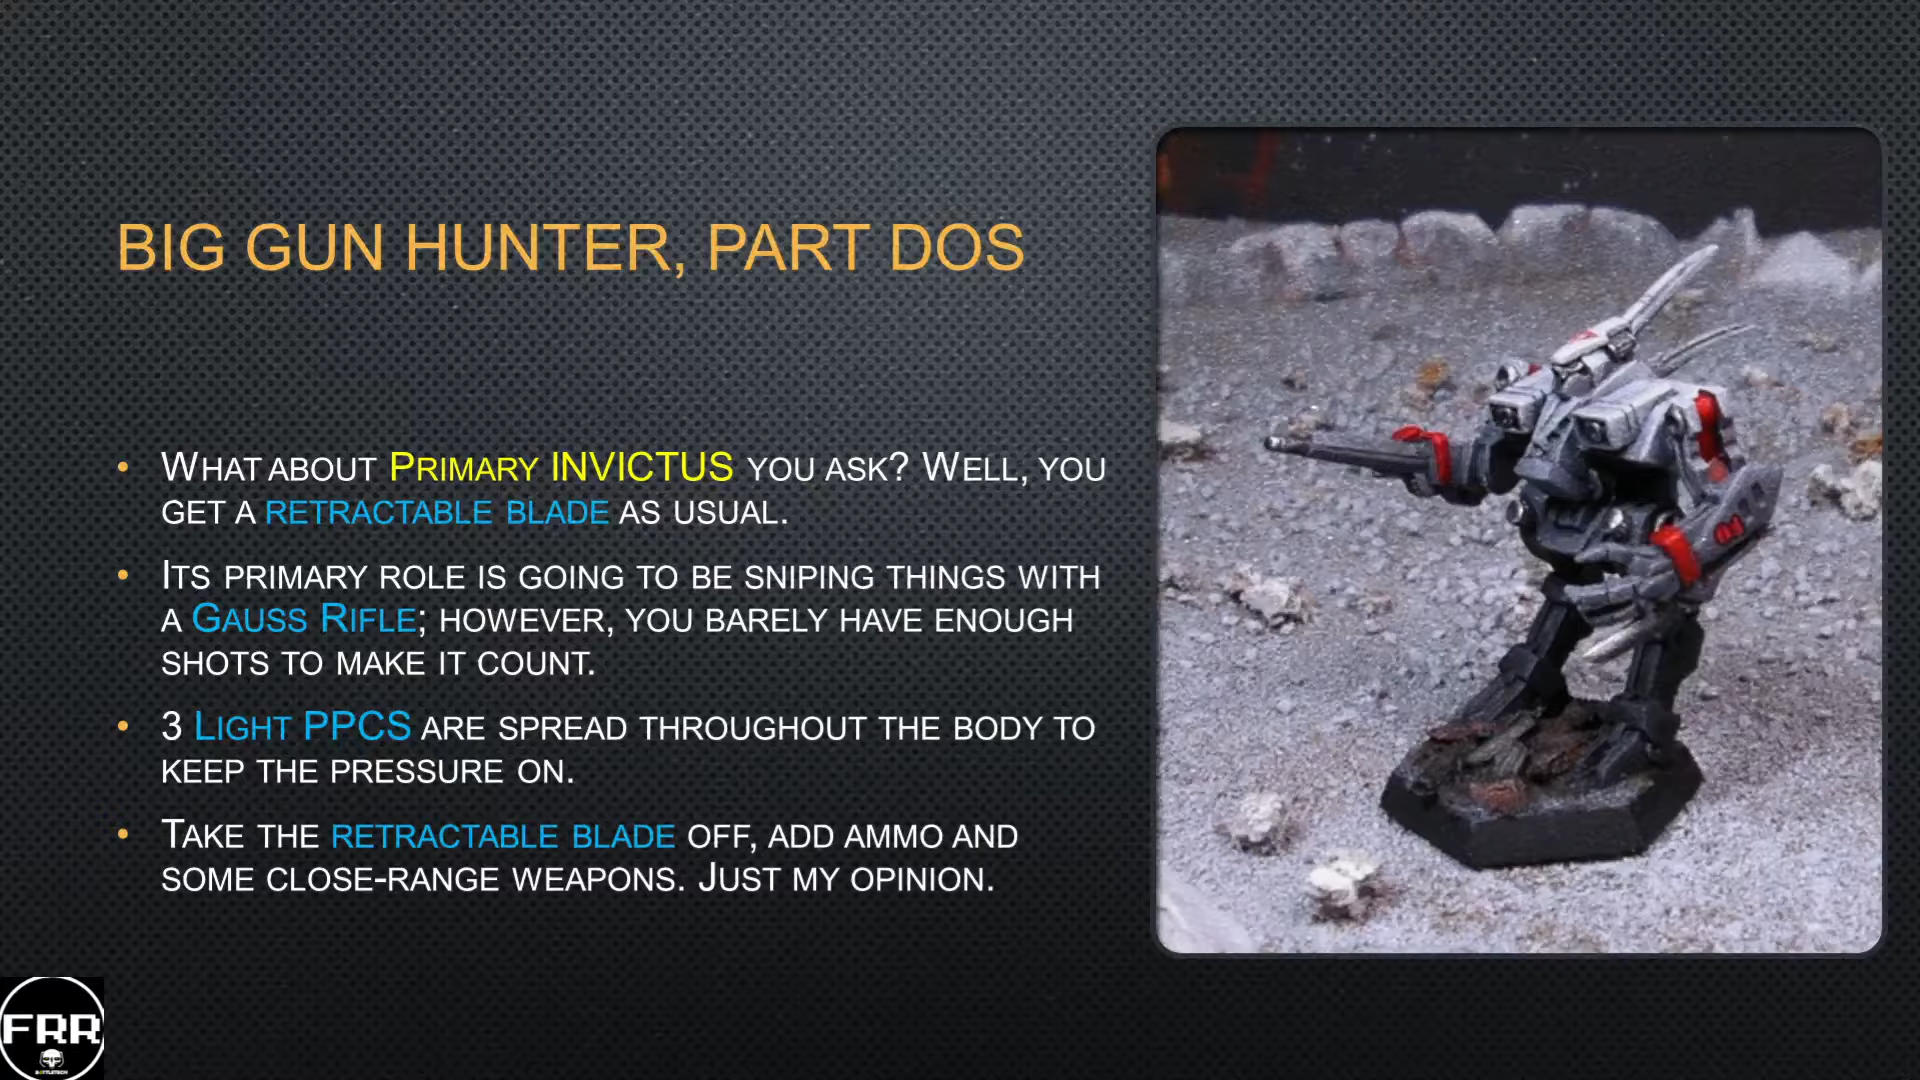 BIG GUN HUNTER, PART DOS
• WHAT ABOUT PRIMARY INVICTUS YOU ASK? WELL, YOU
GET A RETRACTABLE BLADE AS USUAL.
• ITS PRIMARY ROLE IS GOING TO BE SNIPING THINGS WITH
A GAUSS RIFLE; HOWEVER, YOU BARELY HAVE ENOUGH
SHOTS TO MAKE IT COUNT.
• 3 LIGHT PPCS ARE SPREAD THROUGHOUT THE BODY TO
KEEP THE PRESSURE ON.
• TAKE THE RETRACTABLE BLADE OFF, ADD AMMO AND
SOME CLOSE-RANGE WEAPONS. JUST MY OPINION.
FRR
BATTLETECH